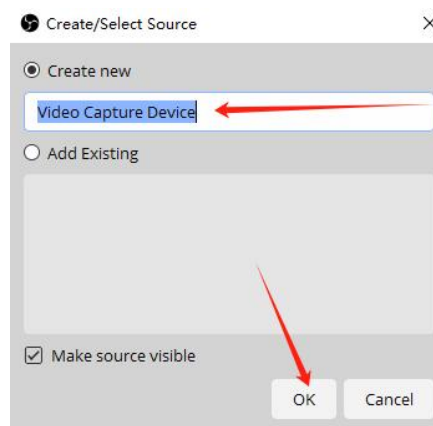 Create/Select Source
Create new
Video Capture Device
Add Existing
Make source visible
OK Cancel